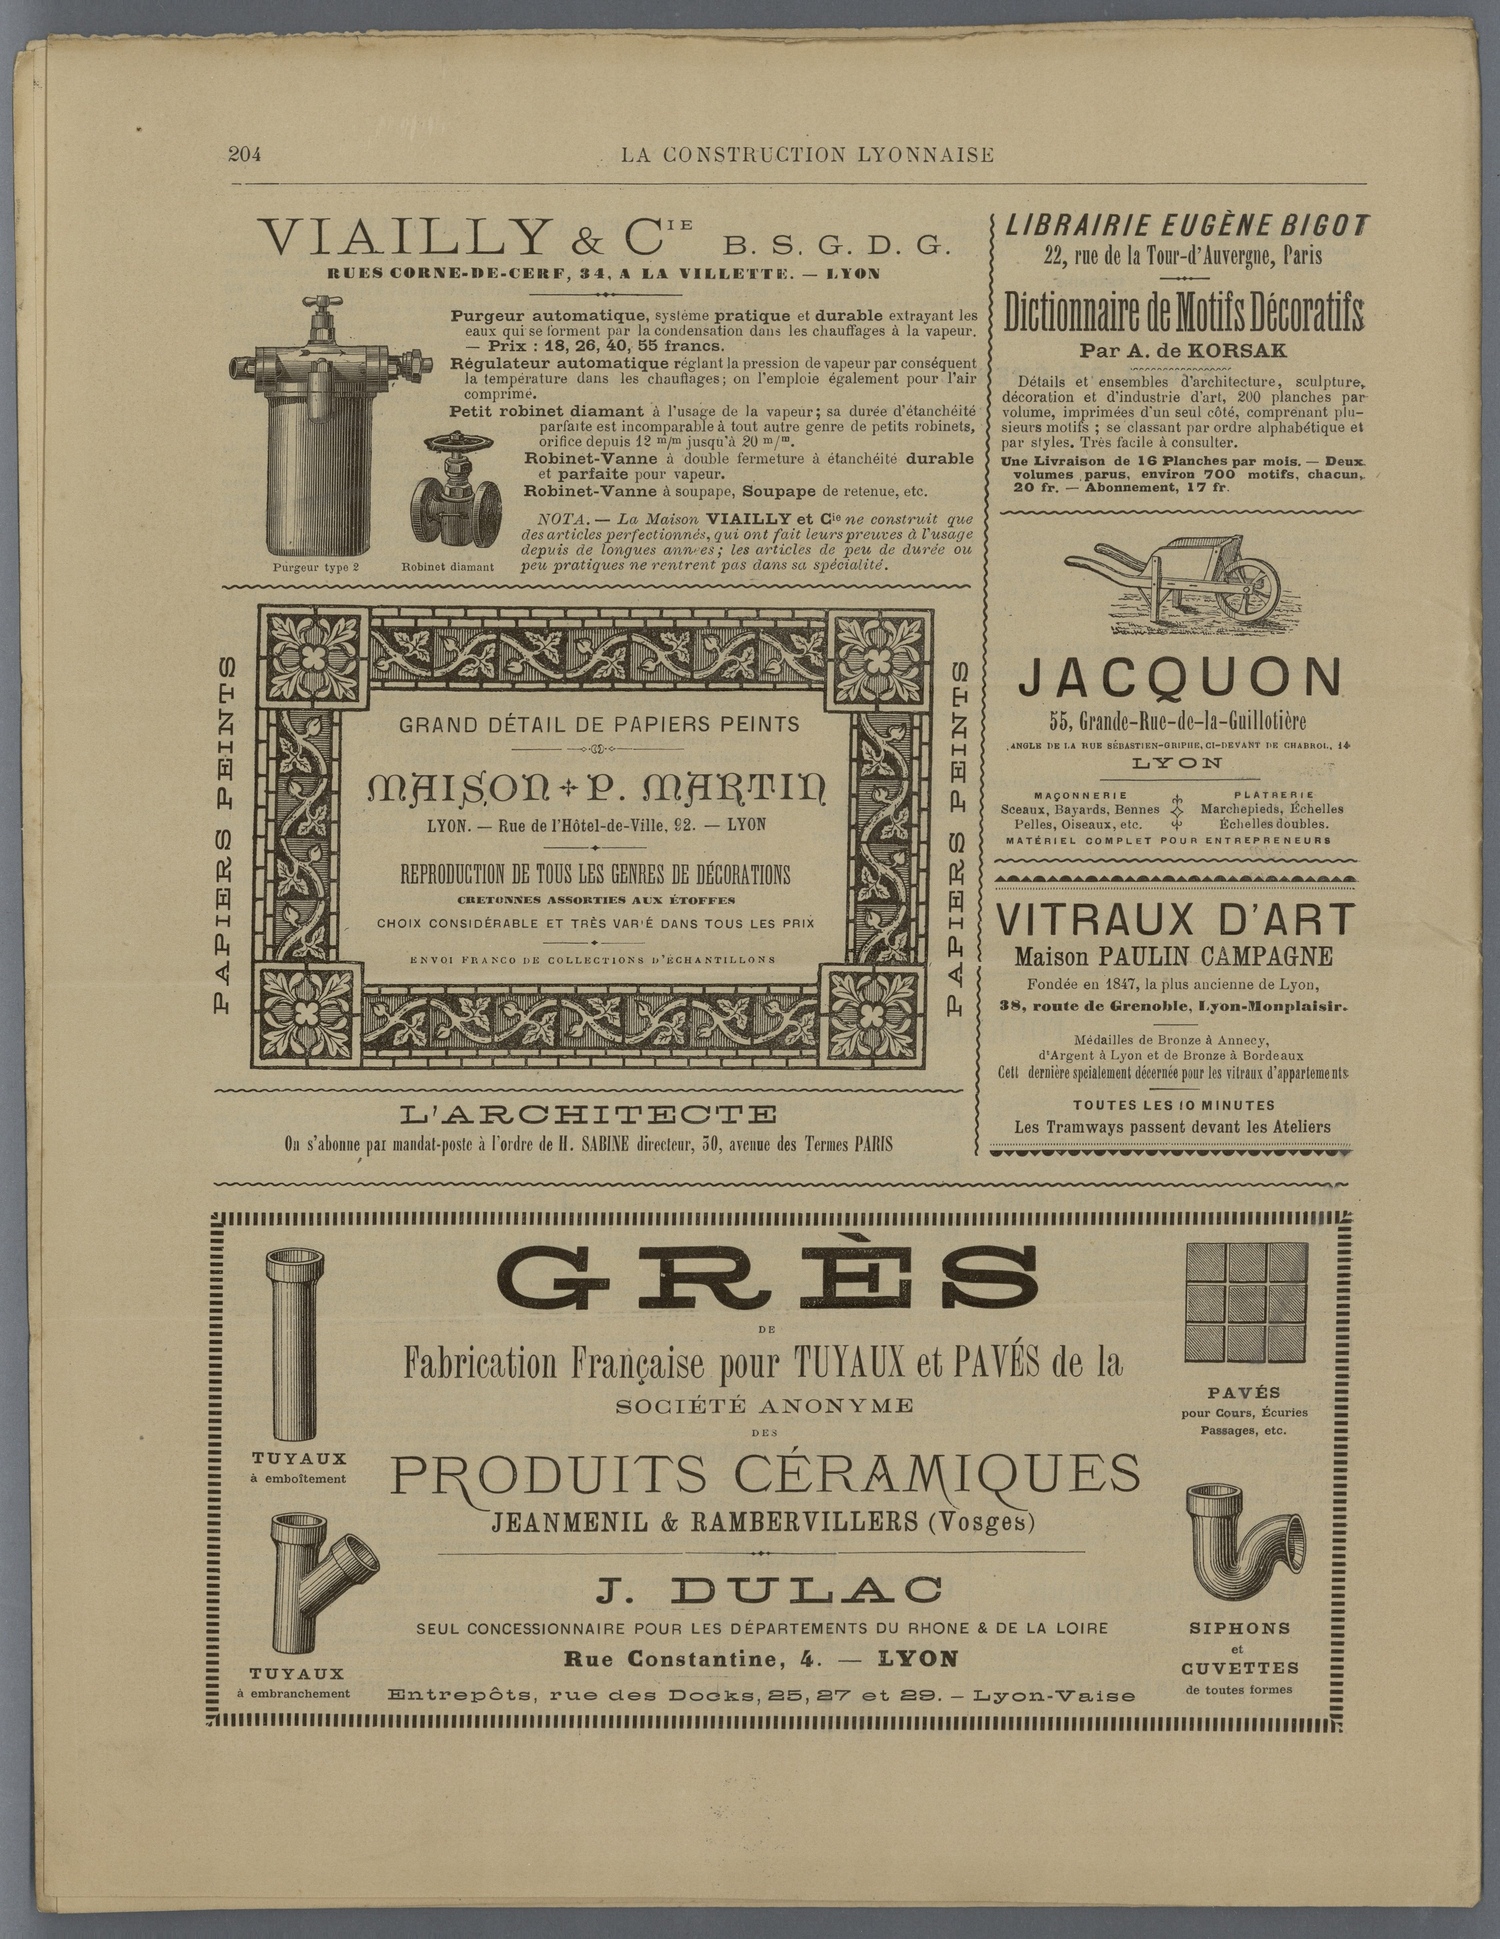 204
LA CONSTRUCTION LYONNAISE
VIAILLY & CIE B. S. G. D. G.
RUES CORNE-DE-CERF, 34, A LA VILLETTE. — LYON
Purgeur automatique, système pratique et durable extrayant les
eaux qui se forment par la condensation dans les chauffages à la vapeur.
— Prix : 18, 26, 40, 55 francs.
Régulateur automatique réglant la pression de vapeur par conséquent
la température dans les chauffages; on l'emploie également pour l'air
comprimé.
Petit robinet diamant à l'usage de la vapeur; sa durée d'étanchéité
parfaite est incomparable à tout autre genre de petits robinets,
orifice depuis 12 m/m jusqu'à 20 m/m.
Robinet-Vanne à double fermeture à étanchéité durable
et parfaite pour vapeur.
Robinet-Vanne à soupape, Soupape de retenue, etc.
NOTA. — La Maison VIAILLY et Cie ne construit que
des articles perfectionnés, qui ont fait leurs preuves à l'usage
depuis de longues années; les articles de peu de durée ou
peu pratiques ne rentrent pas dans sa spécialité.
Purgeur type 2
Robinet diamant
PAPIERS PEINTS
GRAND DÉTAIL DE PAPIERS PEINTS
MAISON P. MARTIN
LYON. — Rue de l'Hôtel-de-Ville, 92. — LYON
REPRODUCTION DE TOUS LES GENRES DE DÉCORATIONS
CRETONNES ASSORTIES AUX ÉTOFFES
CHOIX CONSIDÉRABLE ET TRÈS VARIÉ DANS TOUS LES PRIX
ENVOI FRANCO DE COLLECTIONS D'ÉCHANTILLONS
PAPIERS PEINTS
L'ARCHITECTE
On s'abonne par mandat-poste à l'ordre de H. SABINE directeur, 30, avenue des Termes PARIS
LIBRAIRIE EUGÈNE BIGOT
22, rue de la Tour-d'Auvergne, Paris
Dictionnaire de Motifs Décoratifs
Par A. de KORSAK
Détails et ensembles d'architecture, sculpture,
décoration et d'industrie d'art, 200 planches par
volume, imprimées d'un seul côté, comprenant plu-
sieurs motifs ; se classant par ordre alphabétique et
par styles. Très facile à consulter.
Une Livraison de 16 Planches par mois. — Deux
volumes parus, environ 700 motifs, chacun,
20 fr. — Abonnement, 17 fr.
JACQUON
55, Grande-Rue-de-la-Guillotière
ANGLE DE LA RUE SÉBASTIEN-GRIPHE, CI-DEVANT DE CHABROL, 14
LYON
MAÇONNERIE
Sceaux, Bayards, Bennes
Pelles, Oiseaux, etc.
PLATRERIE
Marchepieds, Échelles
Échelles doubles.
MATÉRIEL COMPLET POUR ENTREPRENEURS
VITRAUX D'ART
Maison PAULIN CAMPAGNE
Fondée en 1847, la plus ancienne de Lyon,
38, route de Grenoble, Lyon-Monplaisir.
Médailles de Bronze à Annecy,
d'Argent à Lyon et de Bronze à Bordeaux
Cett dernière spcialement décernée pour les vitraux d'appartements
TOUTES LES 10 MINUTES
Les Tramways passent devant les Ateliers
GRÈS
DE
Fabrication Française pour TUYAUX et PAVÉS de la
SOCIÉTÉ ANONYME
DES
PRODUITS CÉRAMIQUES
JEANMENIL & RAMBERVILLERS (Vosges)
J. DULAC
SEUL CONCESSIONNAIRE POUR LES DÉPARTEMENTS DU RHONE & DE LA LOIRE
Rue Constantine, 4. — LYON
Entrepôts, rue des Docks, 25, 27 et 29. — Lyon-Vaise
TUYAUX
à emboîtement
TUYAUX
à embranchement
PAVÉS
pour Cours, Écuries
Passages, etc.
SIPHONS
et
CUVETTES
de toutes formes